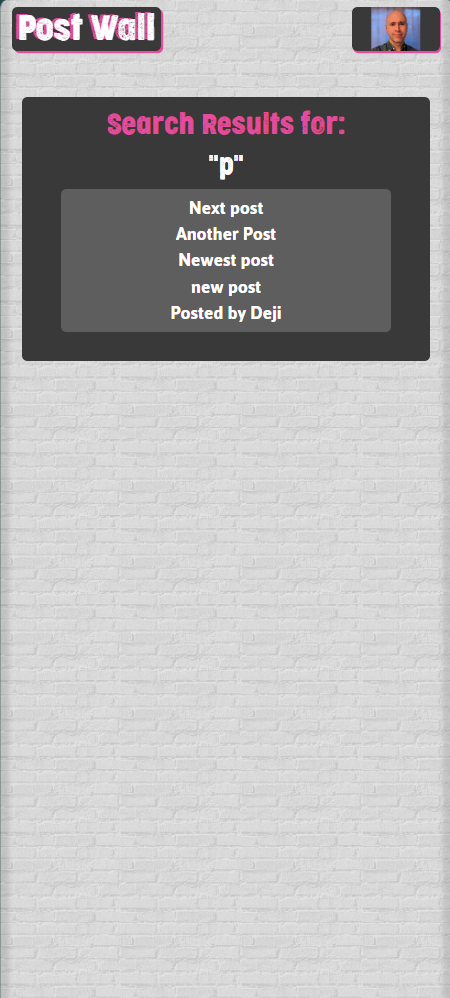 Post Wall
Search Results for:
"p"
Next post
Another Post
Newest post
new post
Posted by Deji